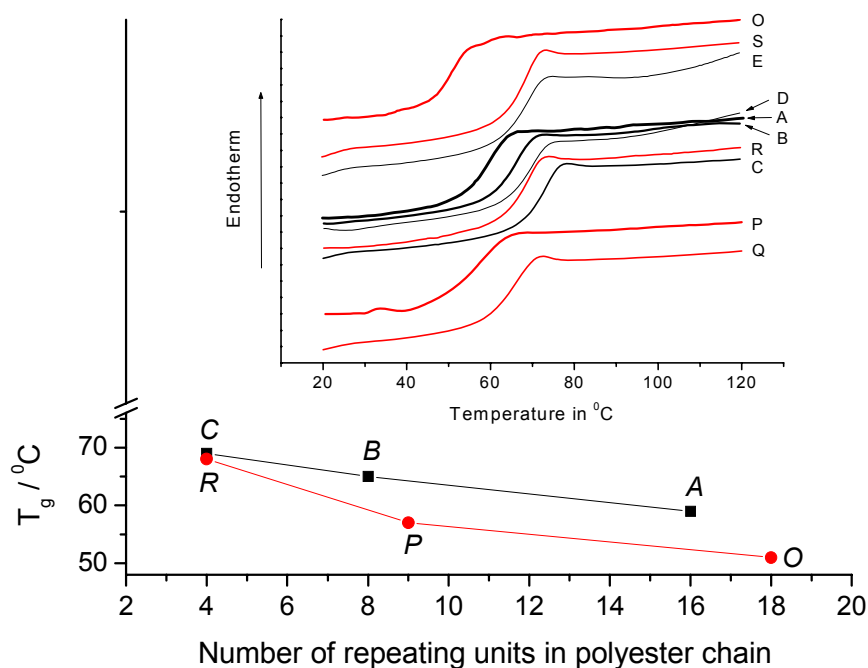 O
S
E
D
A
B
R
C
P
Q
Endotherm
20 40 60 80 100 120
Temperature in ⁰C
70
60
50
T_g / ⁰C
C
R
B
P
A
O
2 4 6 8 10 12 14 16 18 20
Number of repeating units in polyester chain